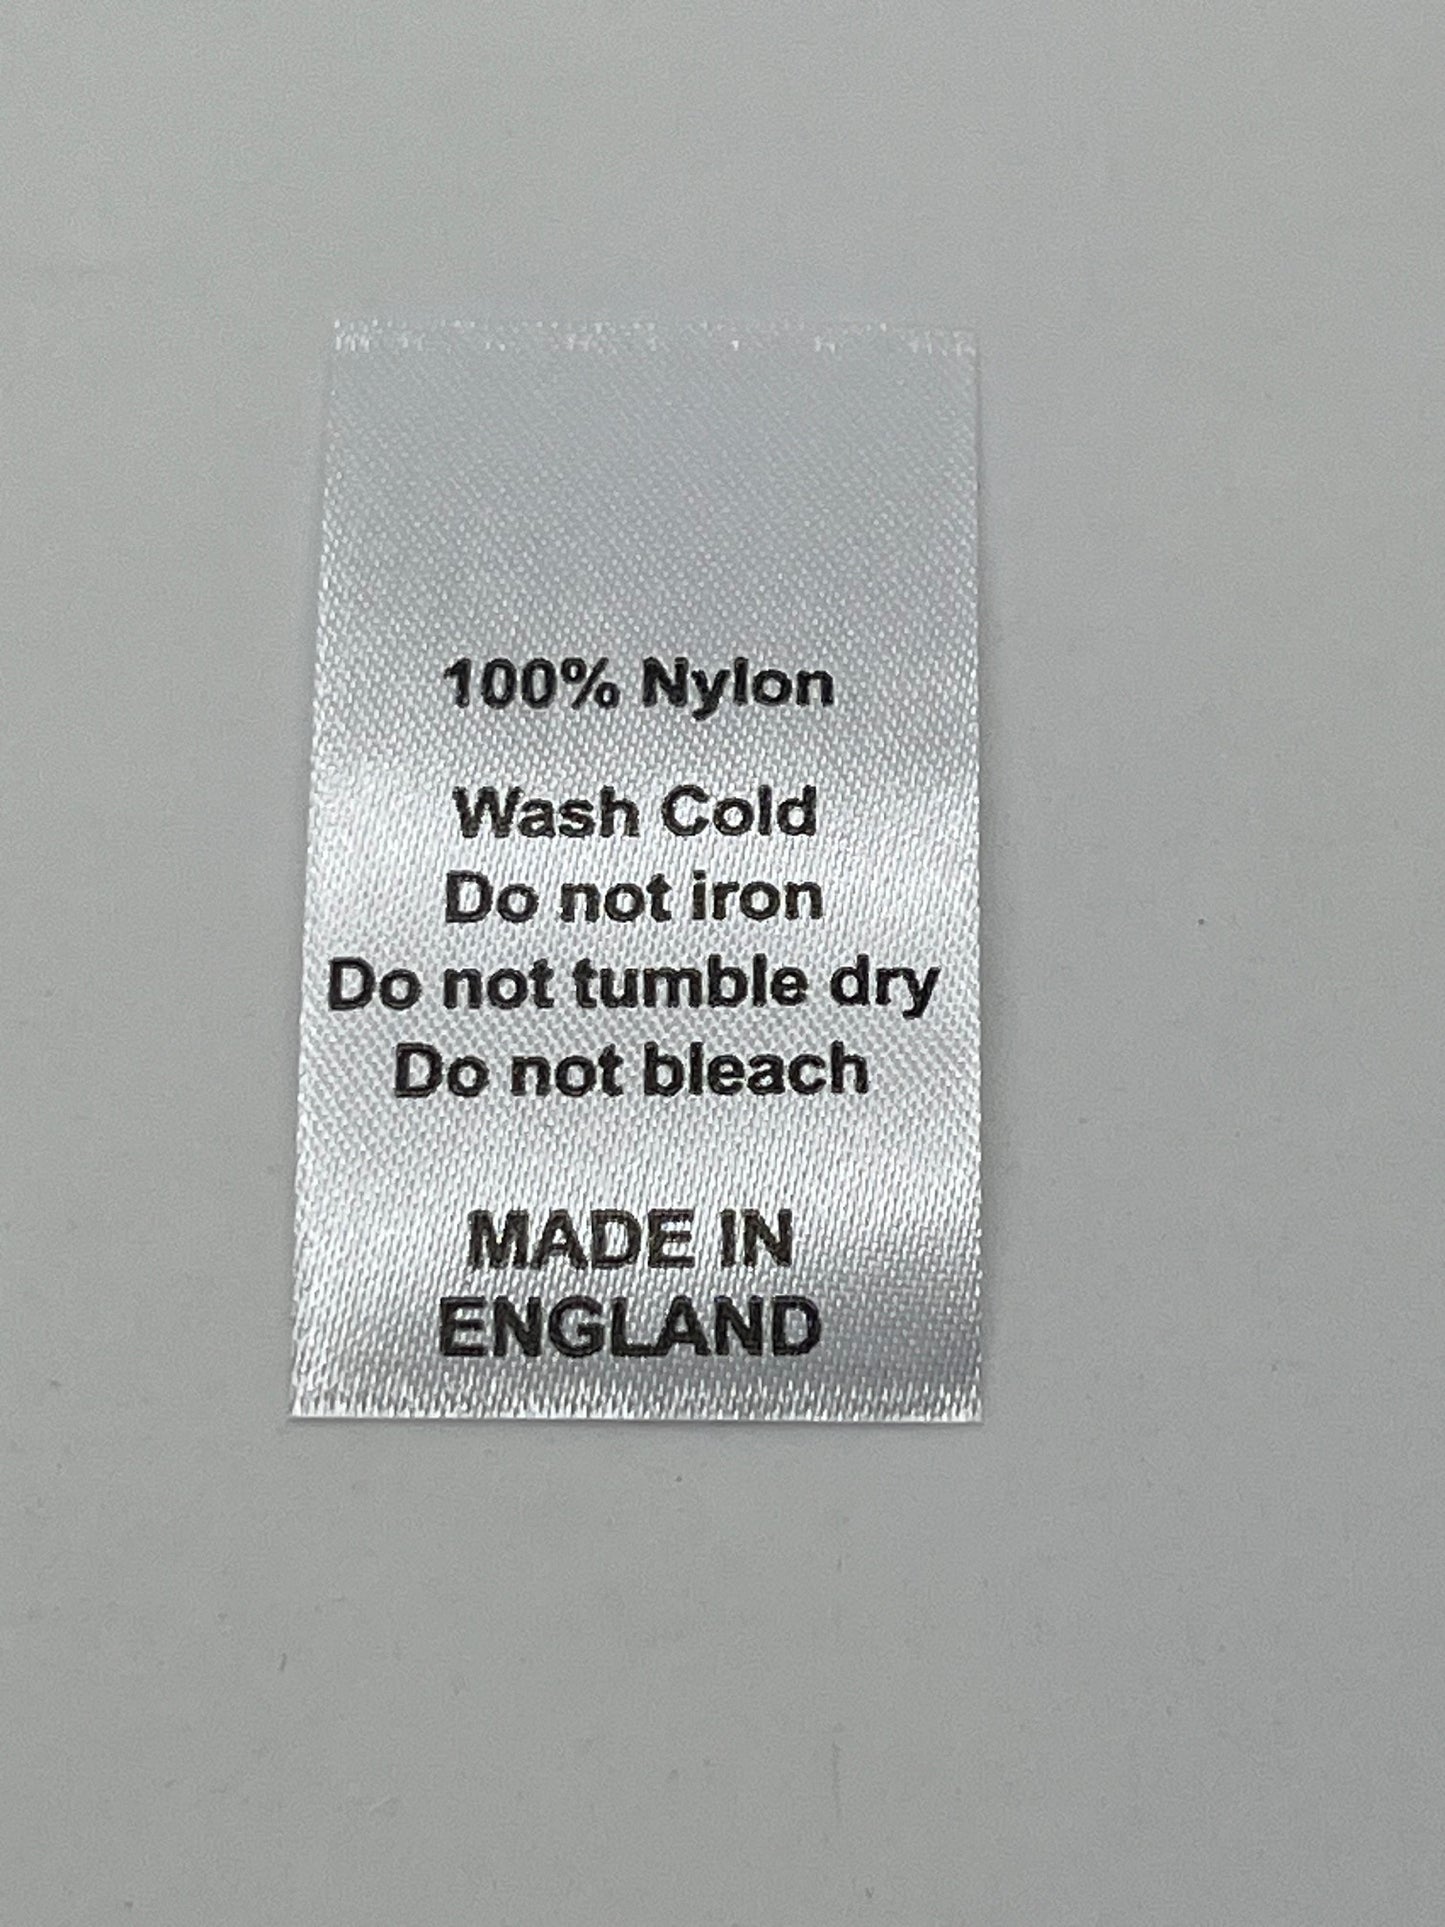 100% Nylon
Wash Cold
Do not iron
Do not tumble dry
Do not bleach
MADE IN
ENGLAND